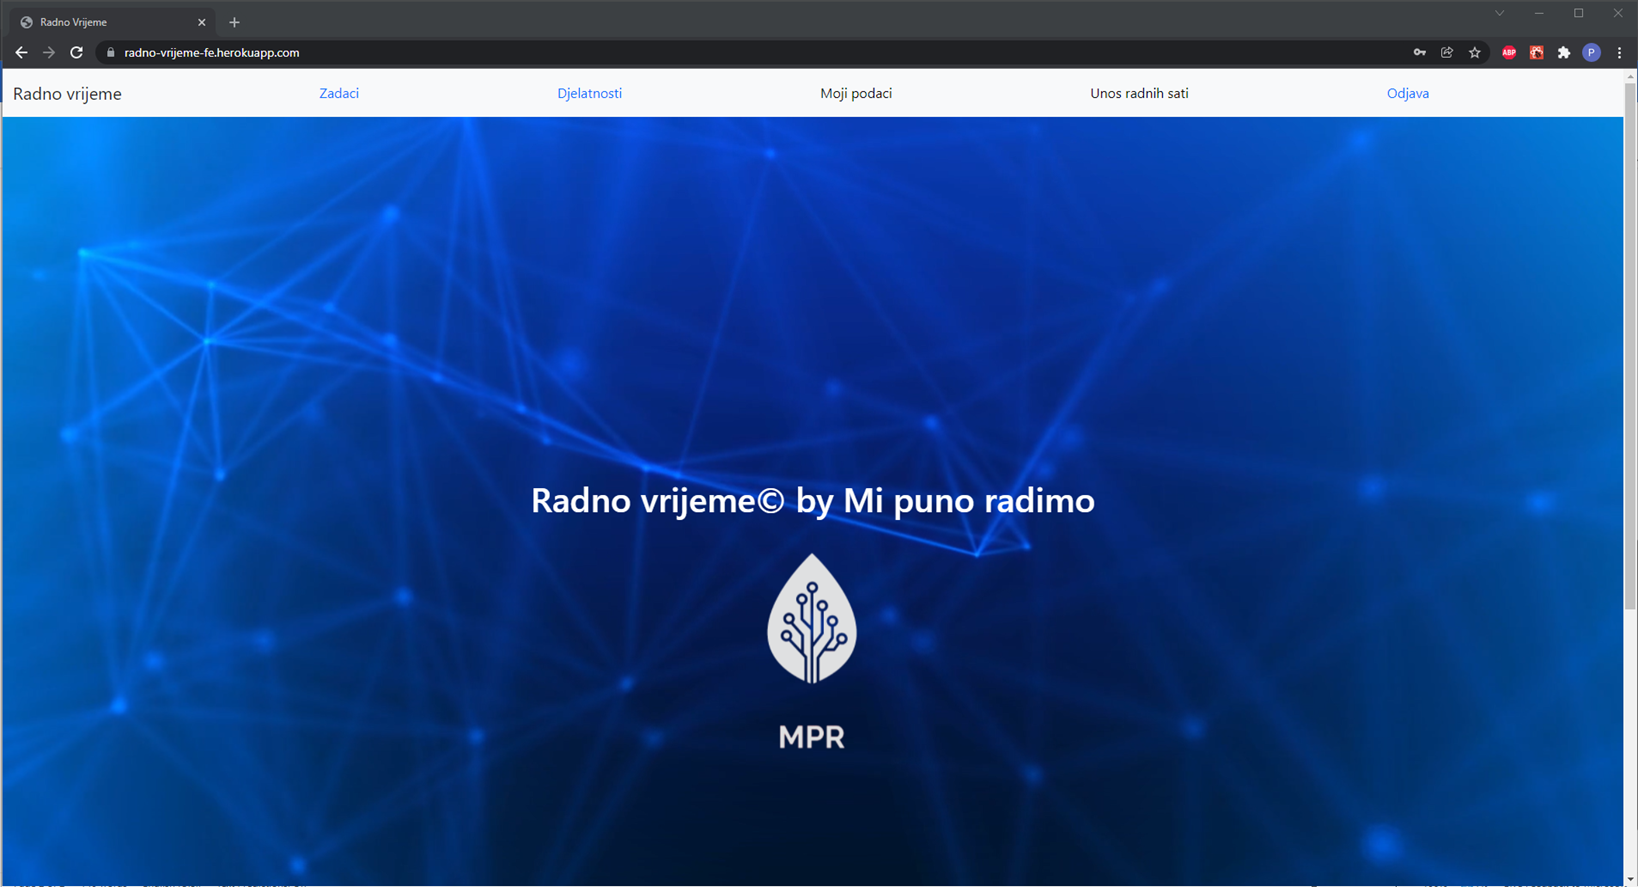 Radno Vrijeme
radno-vrijeme-fe.herokuapp.com
ABP
P
Radno vrijeme
Zadaci
Djelatnosti
Moji podaci
Unos radnih sati
Odjava
Radno vrijeme© by Mi puno radimo
MPR